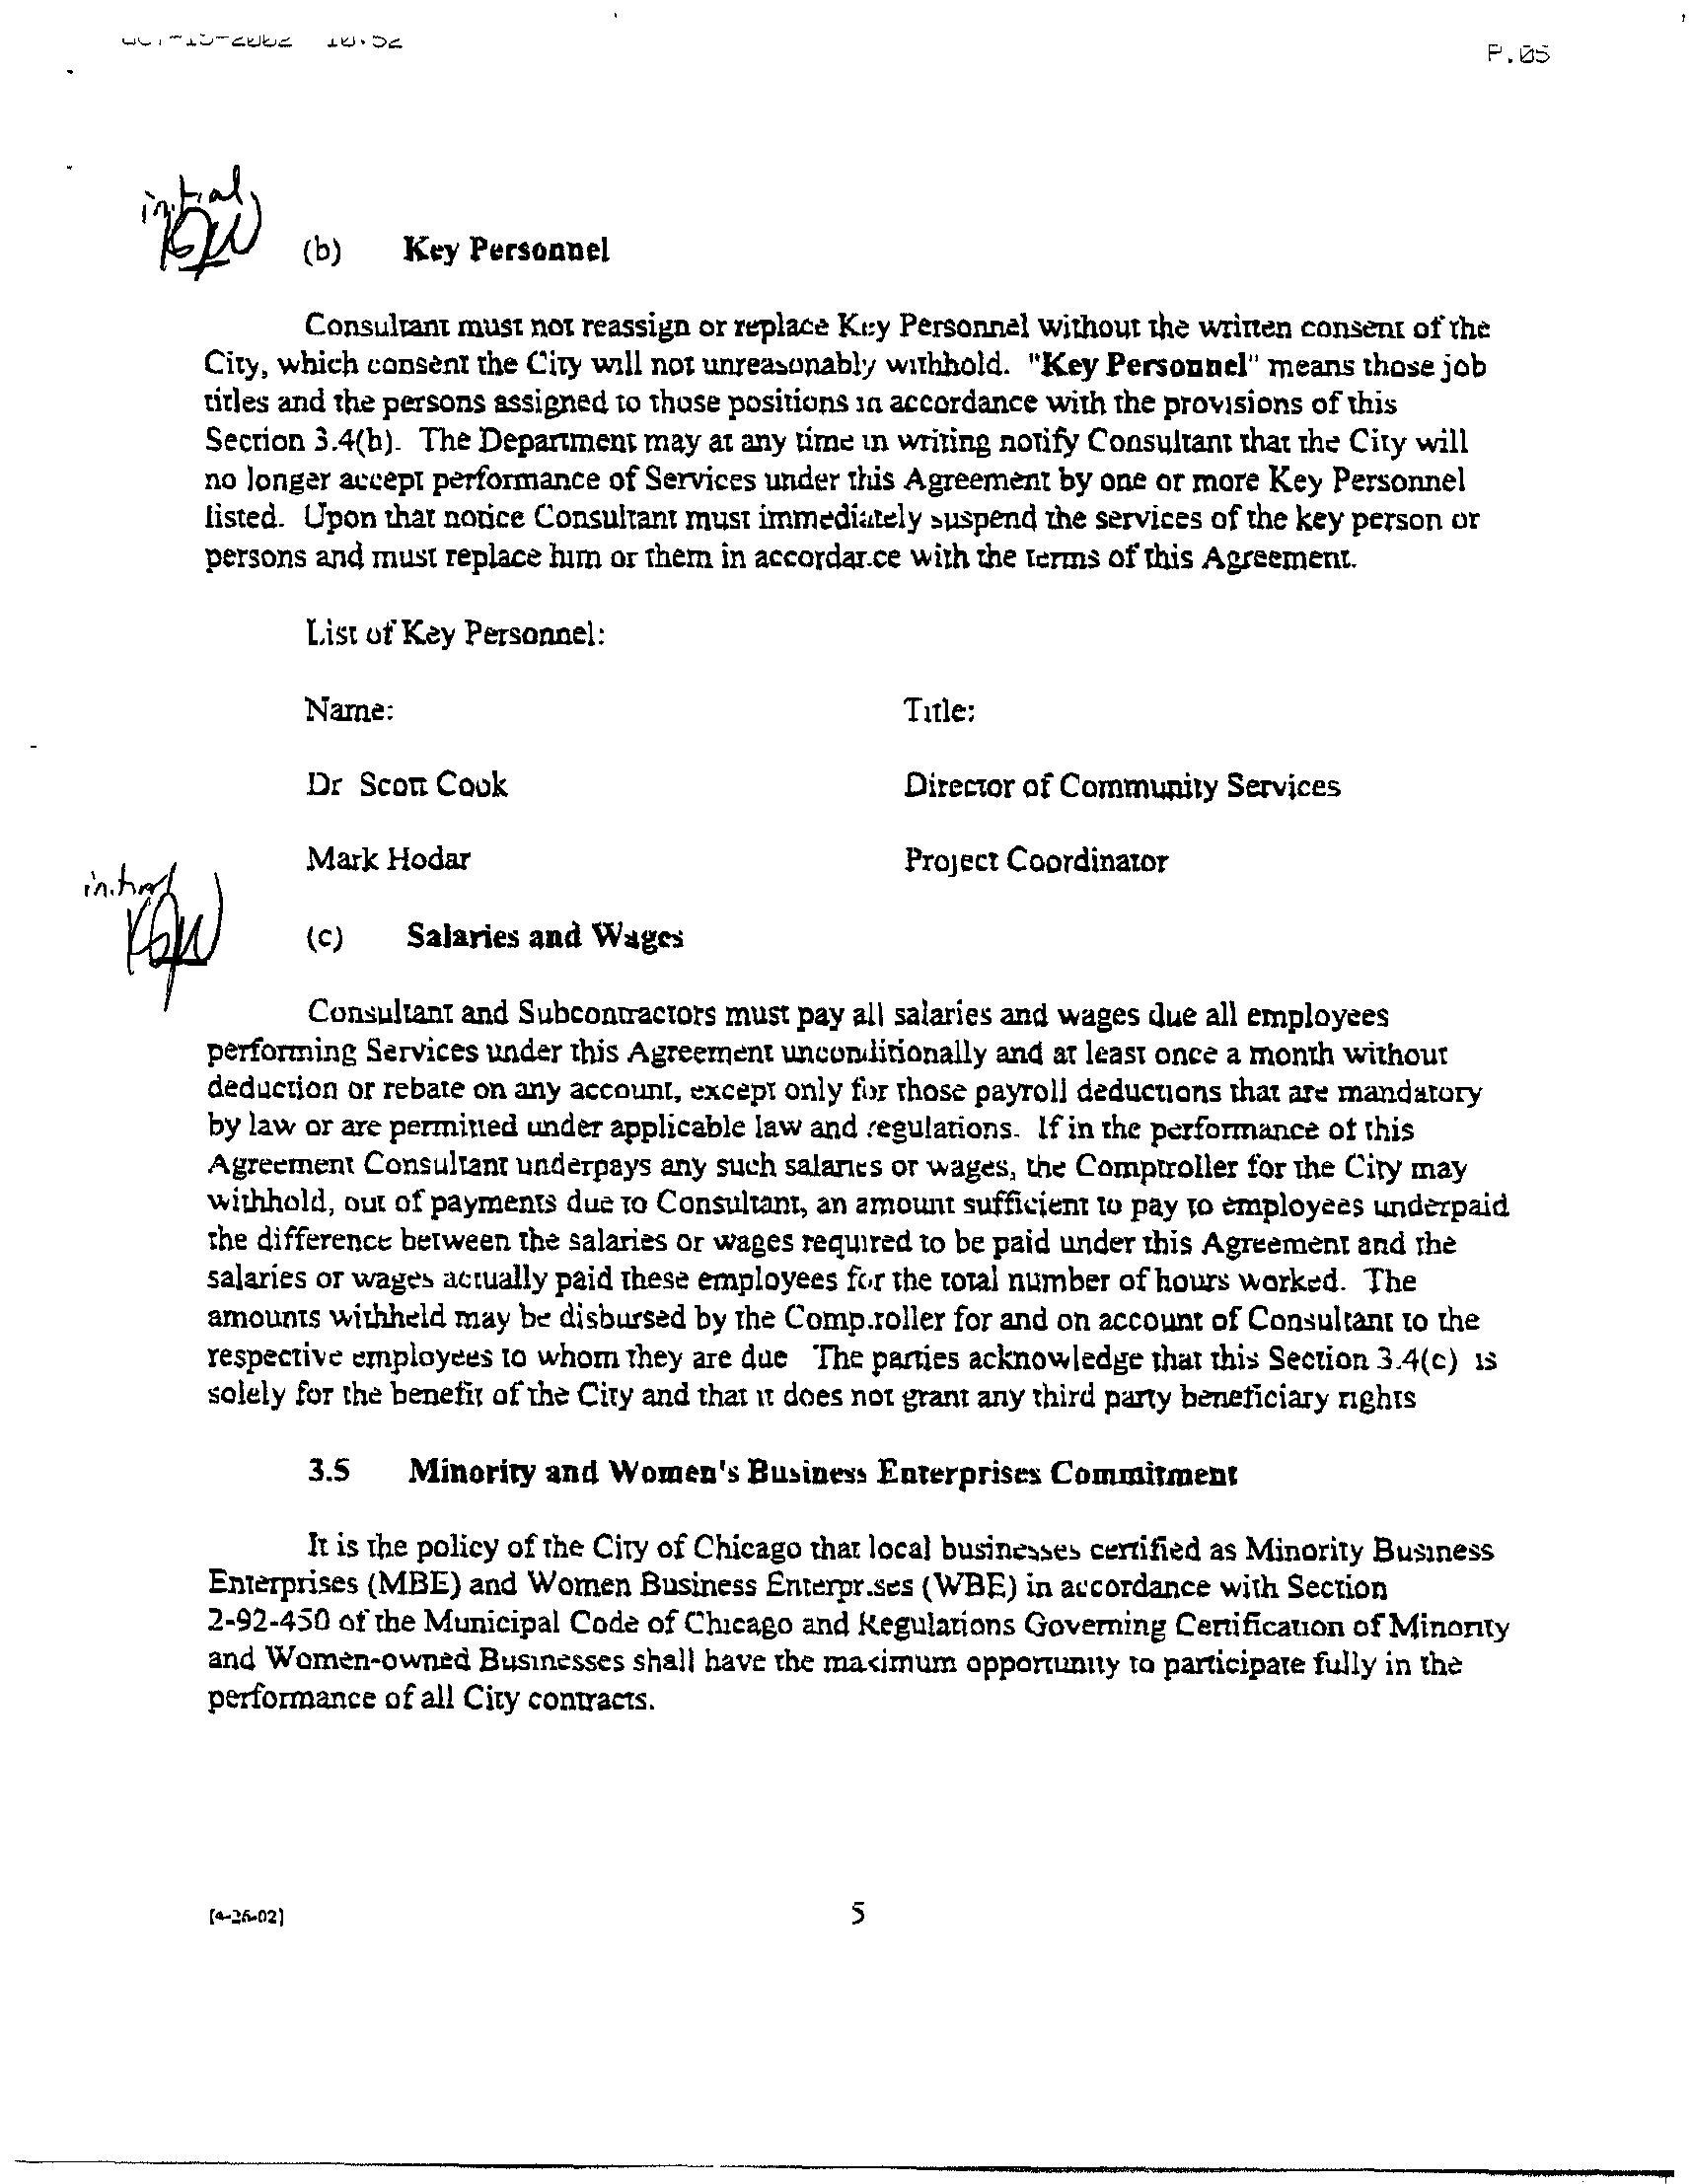 P.05
initial
(b) Key Personnel
Consultant must not reassign or replace Key Personnel without the written consent of the
City, which consent the City will not unreasonably withhold. "Key Personnel" means those job
titles and the persons assigned to those positions in accordance with the provisions of this
Section 3.4(b). The Department may at any time in writing notify Consultant that the City will
no longer accept performance of Services under this Agreement by one or more Key Personnel
listed. Upon that notice Consultant must immediately suspend the services of the key person or
persons and must replace him or them in accordance with the terms of this Agreement.
List of Key Personnel:
Name: Title:
Dr Scott Cook Director of Community Services
Mark Hodar Project Coordinator
initial
(c) Salaries and Wages
Consultant and Subcontractors must pay all salaries and wages due all employees
performing Services under this Agreement unconditionally and at least once a month without
deduction or rebate on any account, except only for those payroll deductions that are mandatory
by law or are permitted under applicable law and regulations. If in the performance of this
Agreement Consultant underpays any such salaries or wages, the Comptroller for the City may
withhold, out of payments due to Consultant, an amount sufficient to pay to employees underpaid
the difference between the salaries or wages required to be paid under this Agreement and the
salaries or wages actually paid these employees for the total number of hours worked. The
amounts withheld may be disbursed by the Comptroller for and on account of Consultant to the
respective employees to whom they are due The parties acknowledge that this Section 3.4(c) is
solely for the benefit of the City and that it does not grant any third party beneficiary rights
3.5 Minority and Women's Business Enterprises Commitment
It is the policy of the City of Chicago that local businesses certified as Minority Business
Enterprises (MBE) and Women Business Enterprises (WBE) in accordance with Section
2-92-450 of the Municipal Code of Chicago and Regulations Governing Certification of Minority
and Women-owned Businesses shall have the maximum opportunity to participate fully in the
performance of all City contracts.
[4-26-02] 5